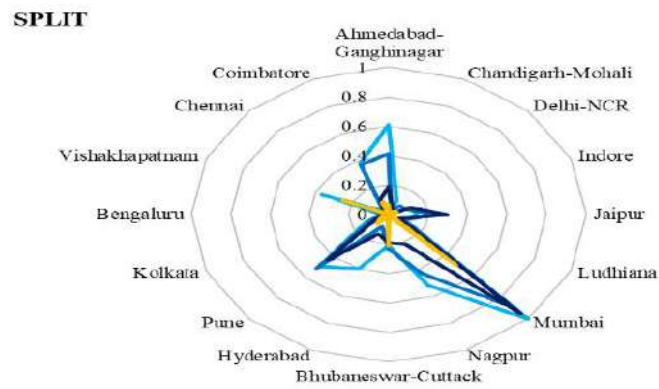 SPLIT
Ahmedabad-
Ganghinagar
1
Coimbatore
Chandigarh-Mohali
0.8
Chennai
Delhi-NCR
0.6
Vishakhapatnam
0.4
Indore
0.2
Bengaluru
0
Jaipur
Kolkata
Ludhiana
Pune
Mumbai
Hyderabad
Nagpur
Bhubaneswar-Cuttack